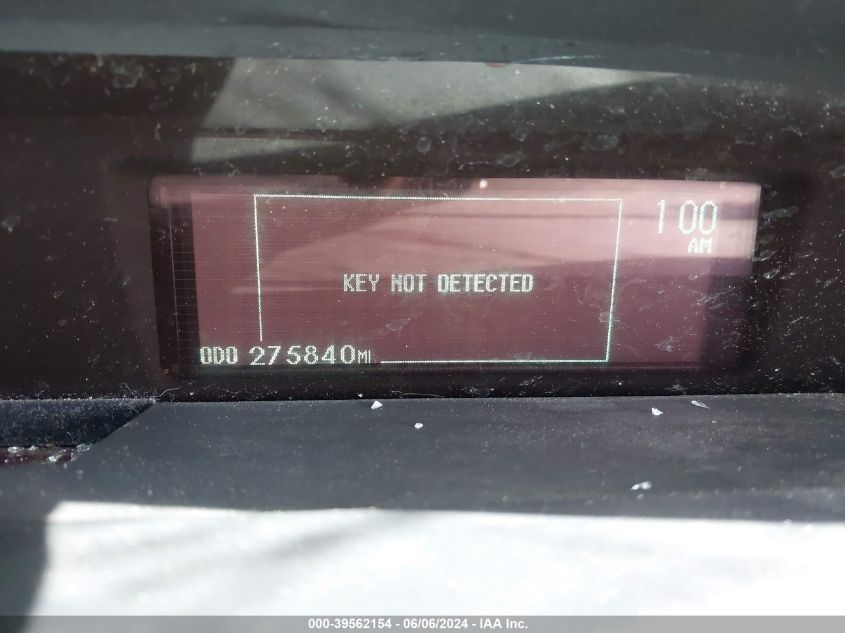 1 00
AM
KEY NOT DETECTED
ODO 275840MI
000-39562154 - 06/06/2024 - IAA Inc.